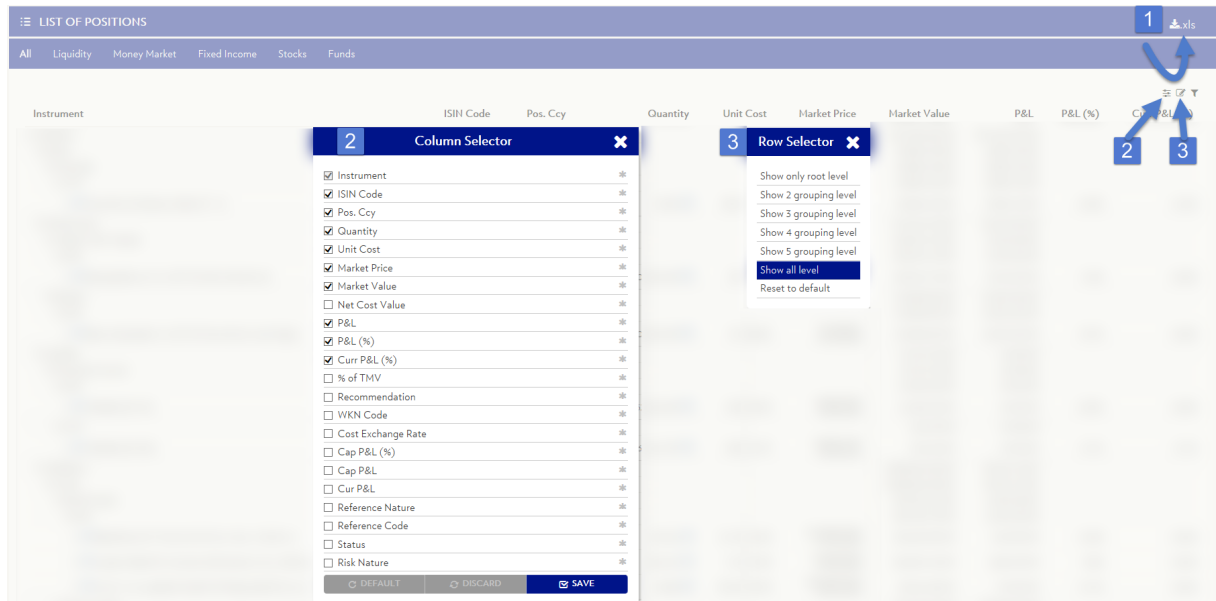 LIST OF POSITIONS
1
.xls
All Liquidity Money Market Fixed Income Stocks Funds
Instrument ISIN Code Pos. Ccy Quantity Unit Cost Market Price Market Value P&L P&L (%)
2 3
2 Column Selector
Instrument
ISIN Code
Pos. Ccy
Quantity
Unit Cost
Market Price
Market Value
Net Cost Value
P&L
P&L (%)
Curr P&L (%)
% of TMV
Recommendation
WKN Code
Cost Exchange Rate
Cap P&L (%)
Cap P&L
Cur P&L
Reference Nature
Reference Code
Status
Risk Nature
DEFAULT DISCARD SAVE
3 Row Selector
Show only root level
Show 2 grouping level
Show 3 grouping level
Show 4 grouping level
Show 5 grouping level
Show all level
Reset to default